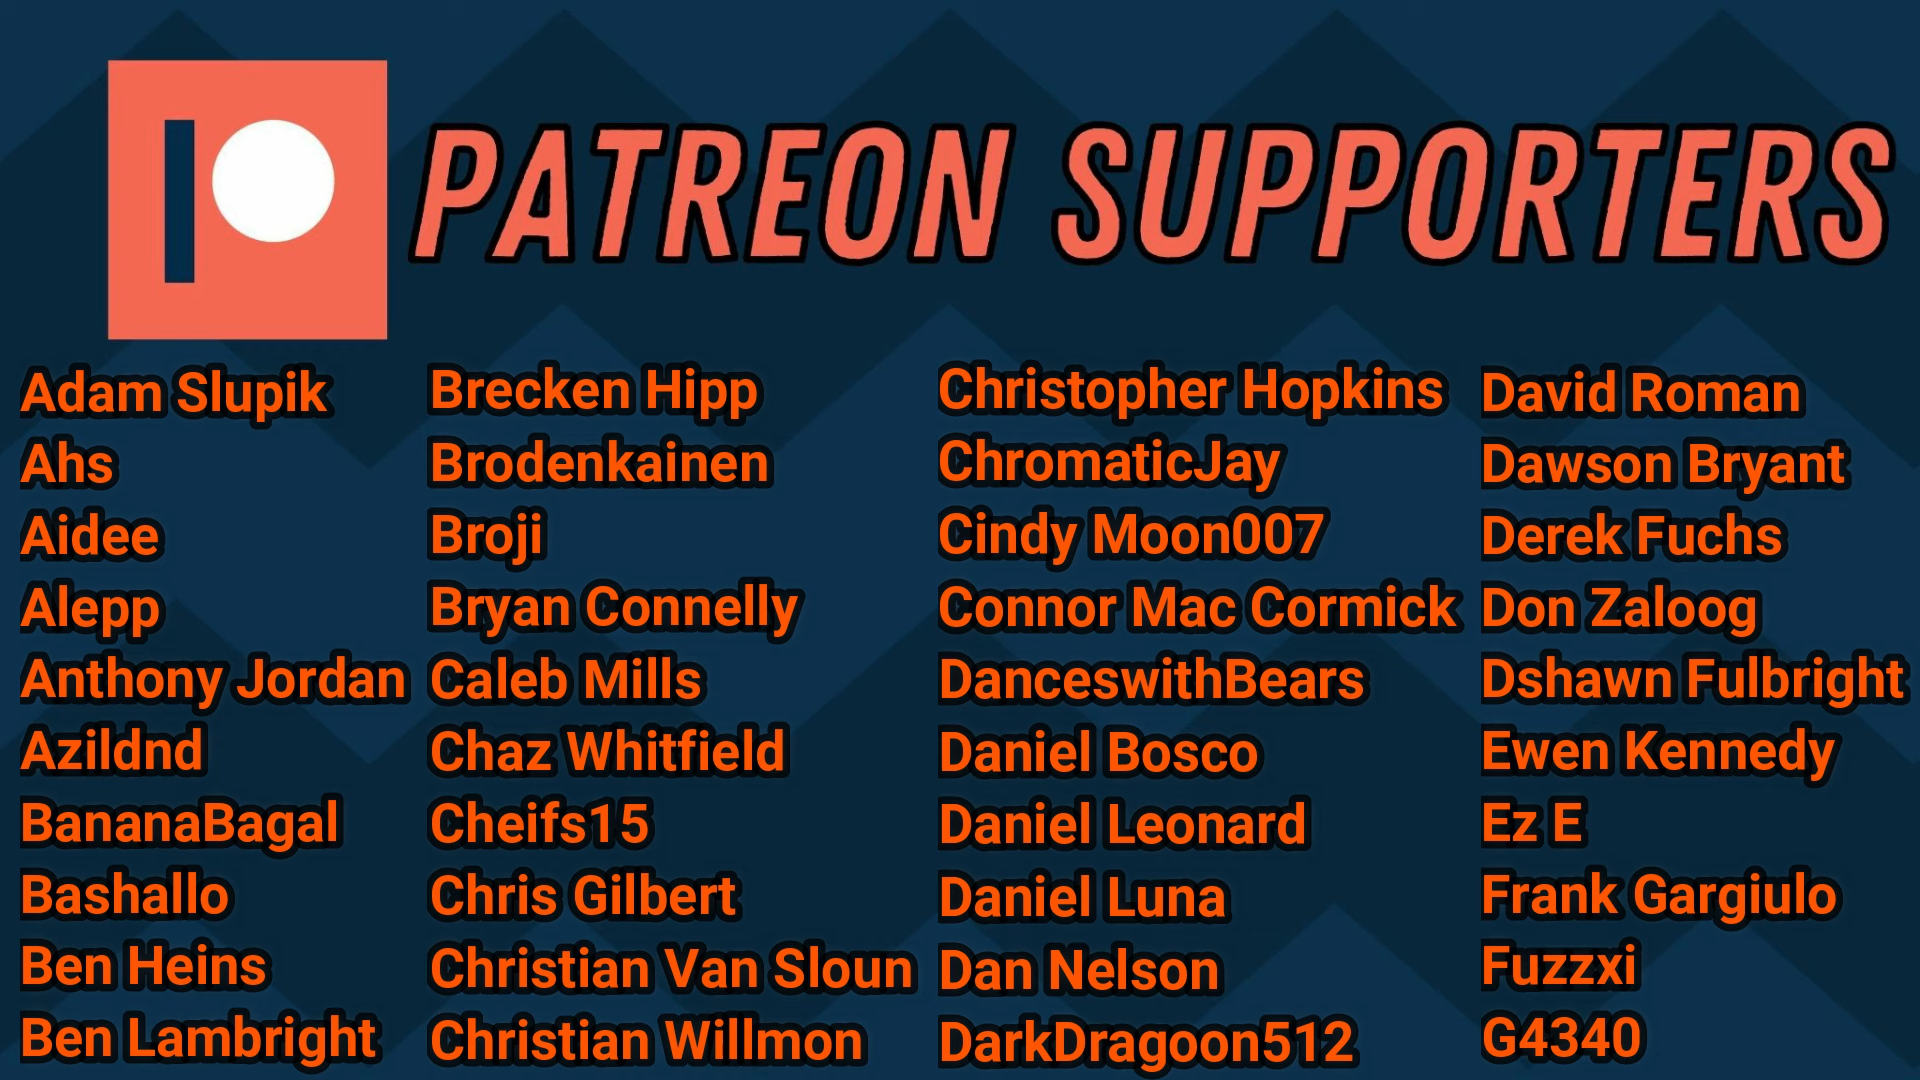 PATREON SUPPORTERS
Adam Slupik
Ahs
Aidee
Alepp
Anthony Jordan
Azildnd
BananaBagal
Bashallo
Ben Heins
Ben Lambright
Brecken Hipp
Brodenkainen
Broji
Bryan Connelly
Caleb Mills
Chaz Whitfield
Cheifs15
Chris Gilbert
Christian Van Sloun
Christian Willmon
Christopher Hopkins
ChromaticJay
Cindy Moon007
Connor Mac Cormick
DanceswithBears
Daniel Bosco
Daniel Leonard
Daniel Luna
Dan Nelson
DarkDragoon512
David Roman
Dawson Bryant
Derek Fuchs
Don Zaloog
Dshawn Fulbright
Ewen Kennedy
Ez E
Frank Gargiulo
Fuzzxi
G4340